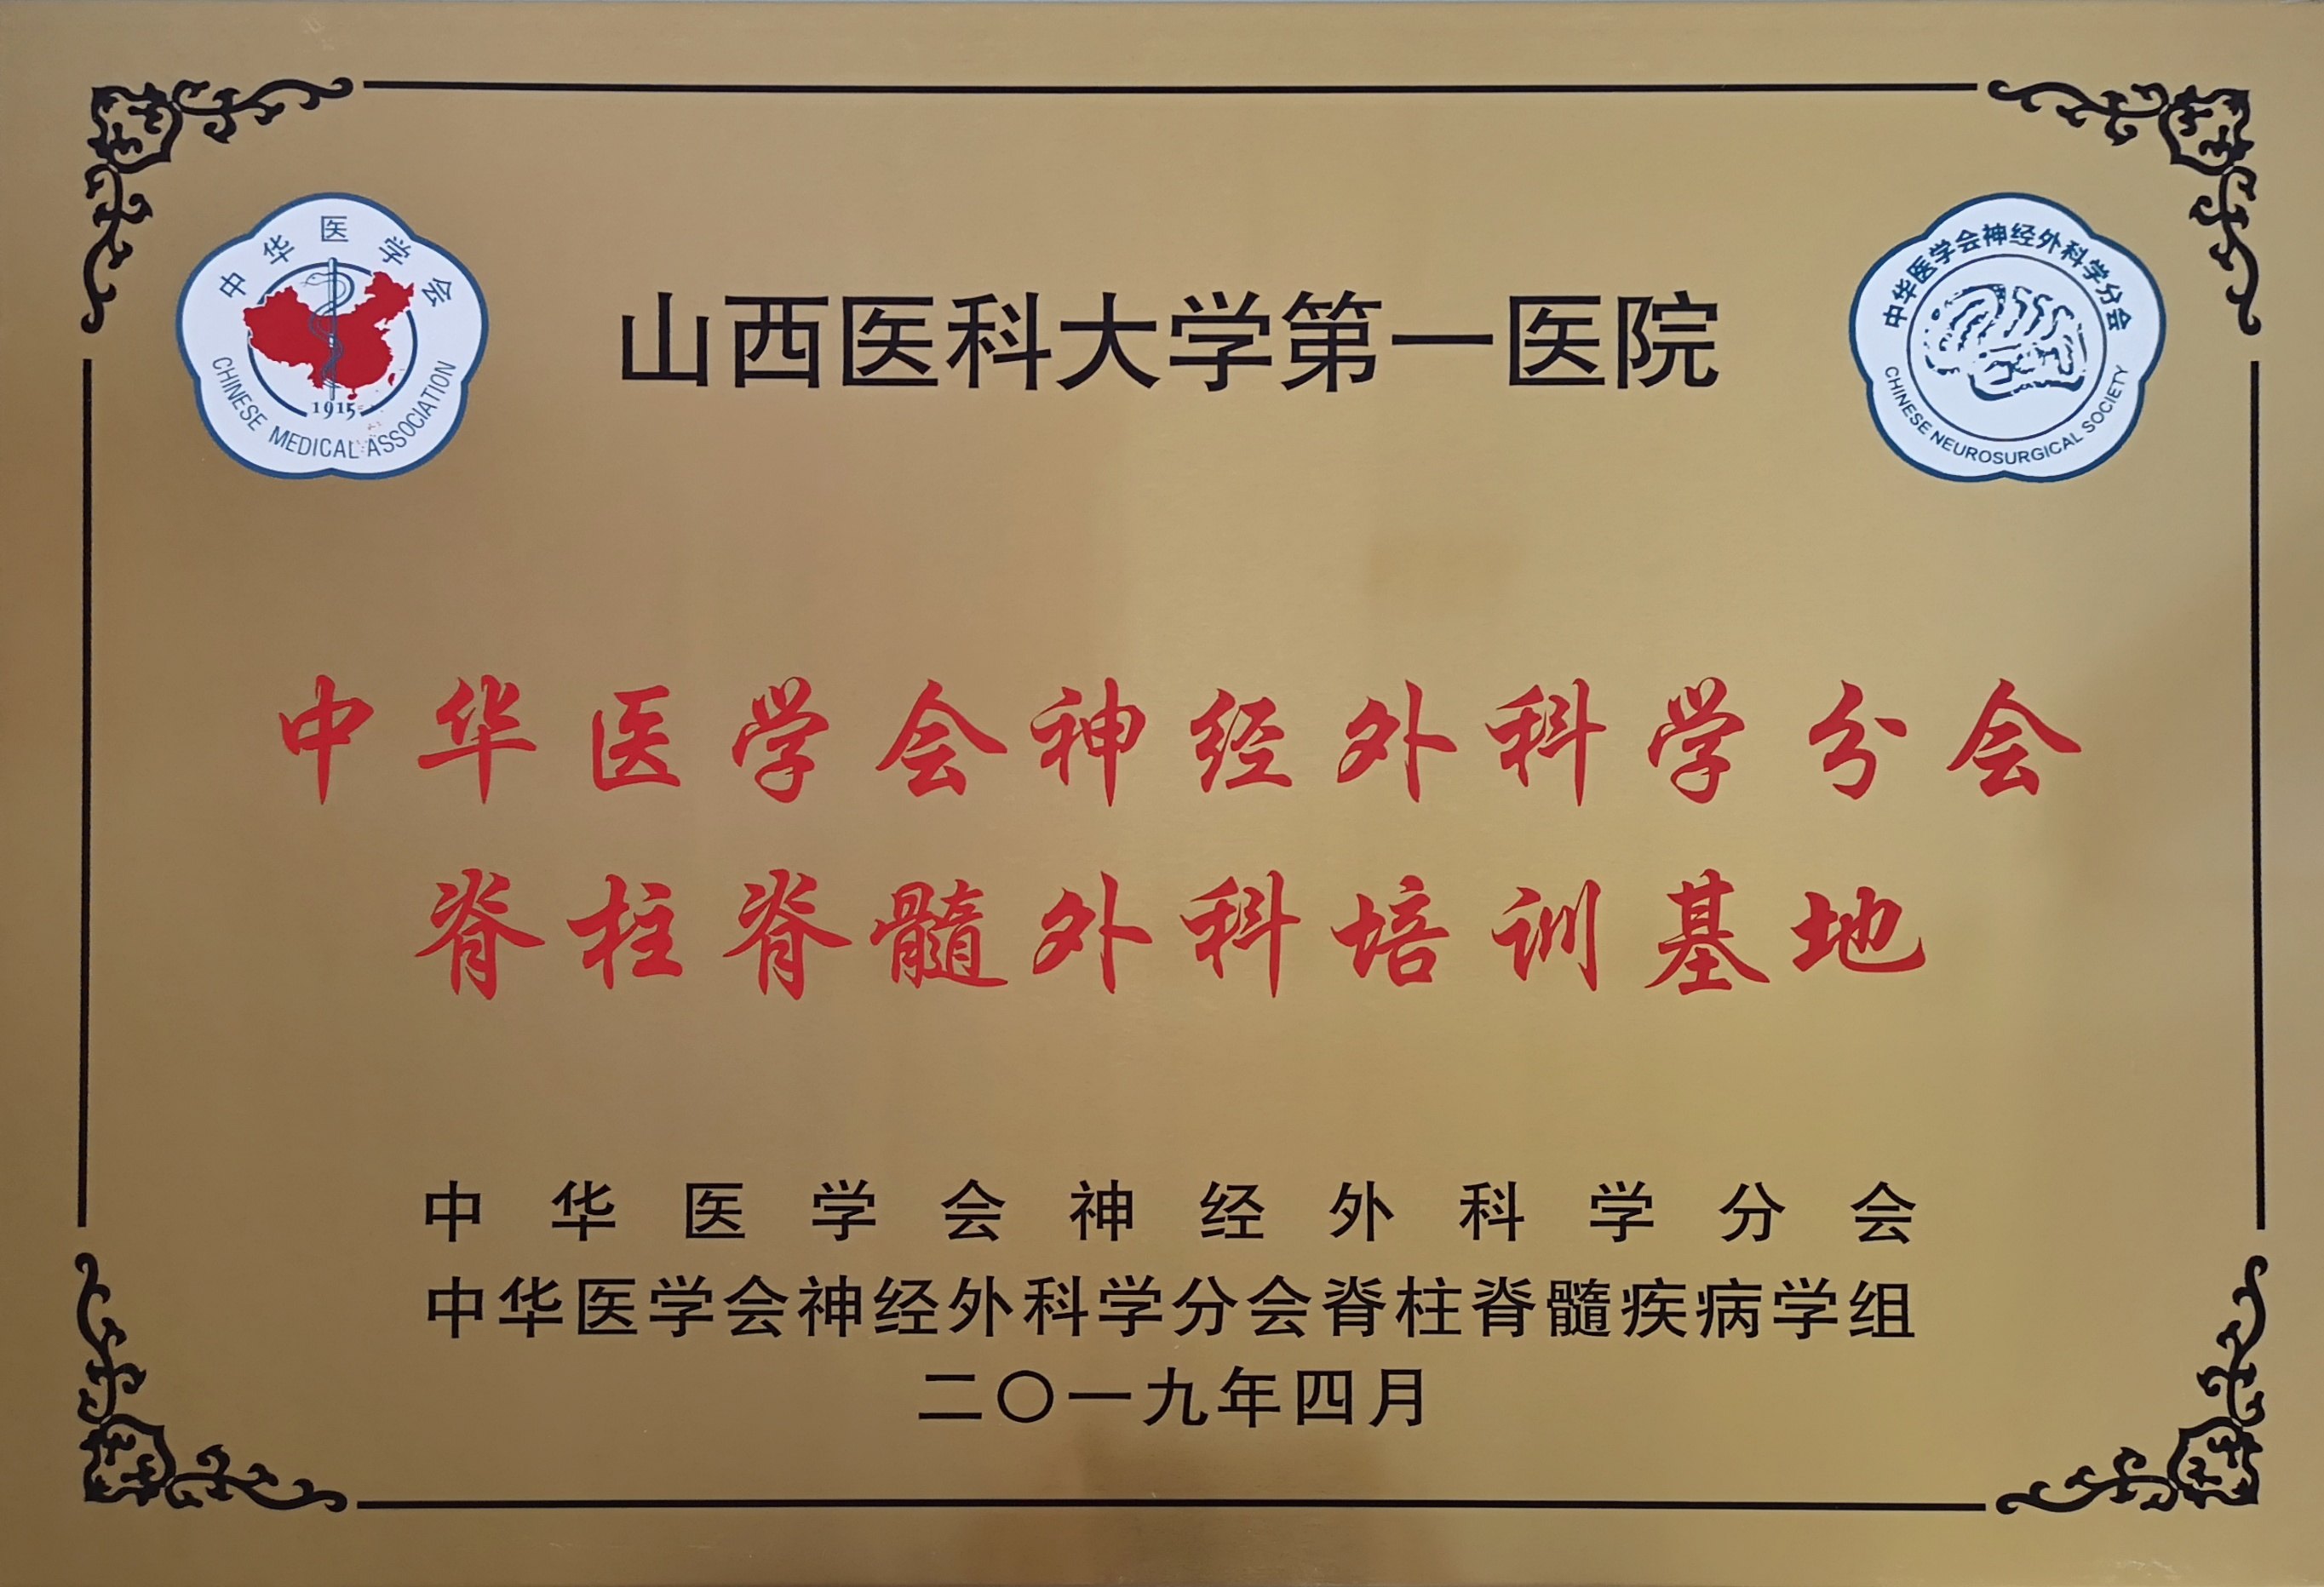 中华医学会
1915
CHINESE MEDICAL ASSOCIATION
中华医学会神经外科学分会
CHINESE NEUROSURGICAL SOCIETY
山西医科大学第一医院
中华医学会神经外科学分会
脊柱脊髓外科培训基地
中华医学会神经外科学分会
中华医学会神经外科学分会脊柱脊髓疾病学组
二〇一九年四月